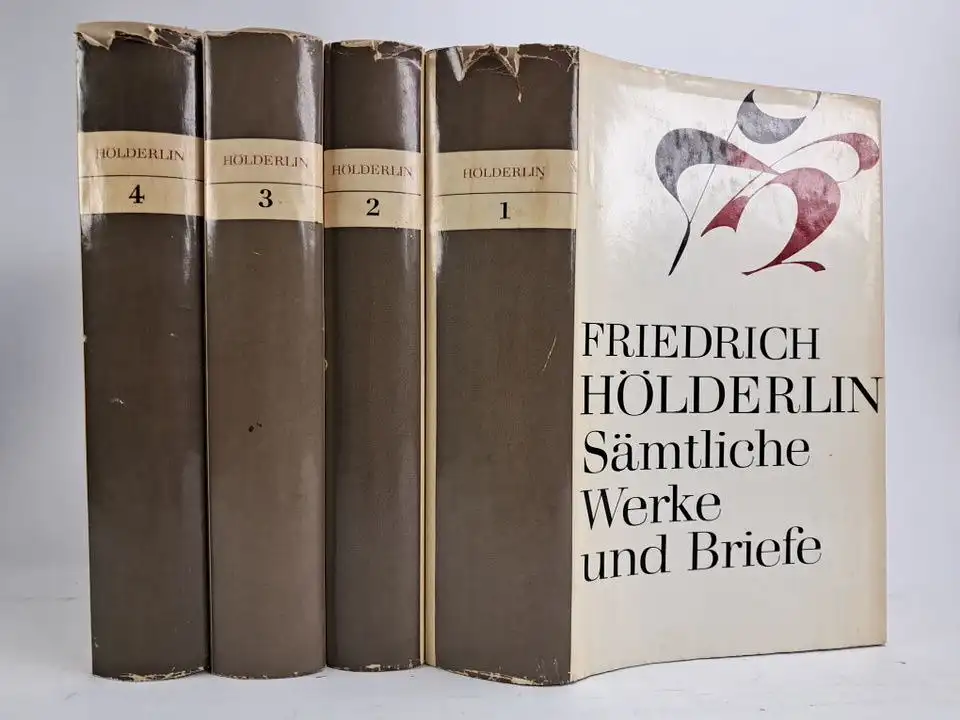 HÖLDERLIN
4
HÖLDERLIN
3
HÖLDERLIN
2
HÖLDERLIN
1
FRIEDRICH
HÖLDERLIN
Sämtliche
Werke
und Briefe